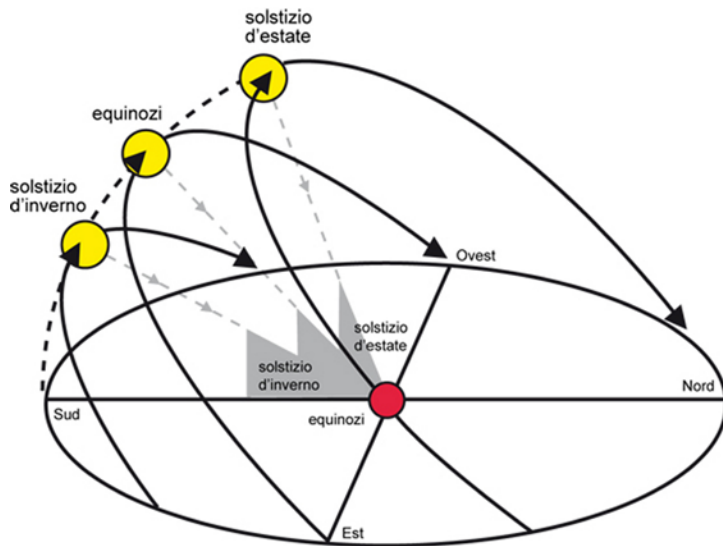 solstizio
d'estate
equinozi
solstizio
d'inverno
Ovest
solstizio
d'estate
solstizio
d'inverno
Nord
Sud
equinozi
Est